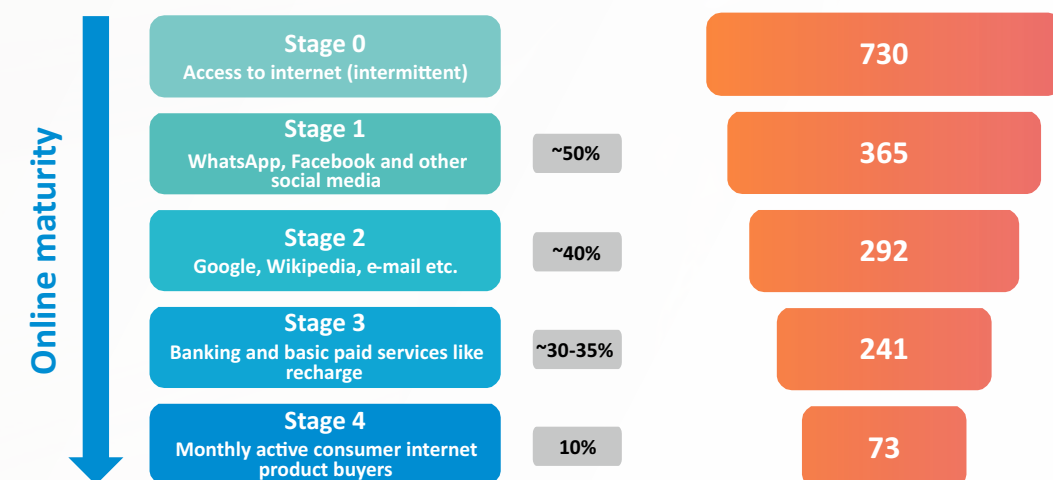 Online maturity
Stage 0
Access to internet (intermittent)
730
Stage 1
WhatsApp, Facebook and other
social media
~50%
365
Stage 2
Google, Wikipedia, e-mail etc.
~40%
292
Stage 3
Banking and basic paid services like
recharge
~30-35%
241
Stage 4
Monthly active consumer internet
product buyers
10%
73